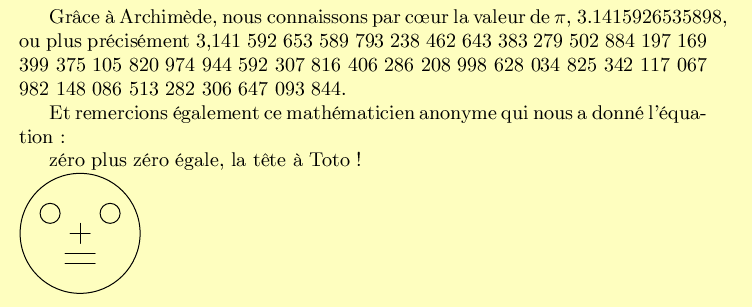 Grâce à Archimède, nous connaissons par cœur la valeur de π, 3.1415926535898,
ou plus précisément 3,141 592 653 589 793 238 462 643 383 279 502 884 197 169
399 375 105 820 974 944 592 307 816 406 286 208 998 628 034 825 342 117 067
982 148 086 513 282 306 647 093 844.
Et remercions également ce mathématicien anonyme qui nous a donné l'équa-
tion :
zéro plus zéro égale, la tête à Toto !